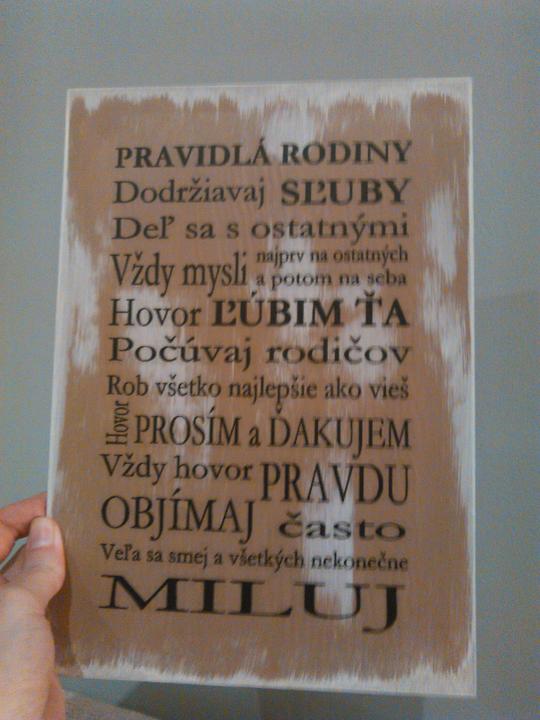 PRAVIDLÁ RODINY
Dodržiavaj SĽUBY
Deľ sa s ostatnými
Vždy mysli najprv na ostatných
a potom na seba
Hovor ĽÚBIM ŤA
Počúvaj rodičov
Rob všetko najlepšie ako vieš
Hovor PROSÍM a ĎAKUJEM
Vždy hovor PRAVDU
OBJÍMAJ často
Veľa sa smej a všetkých nekonečne
MILUJ